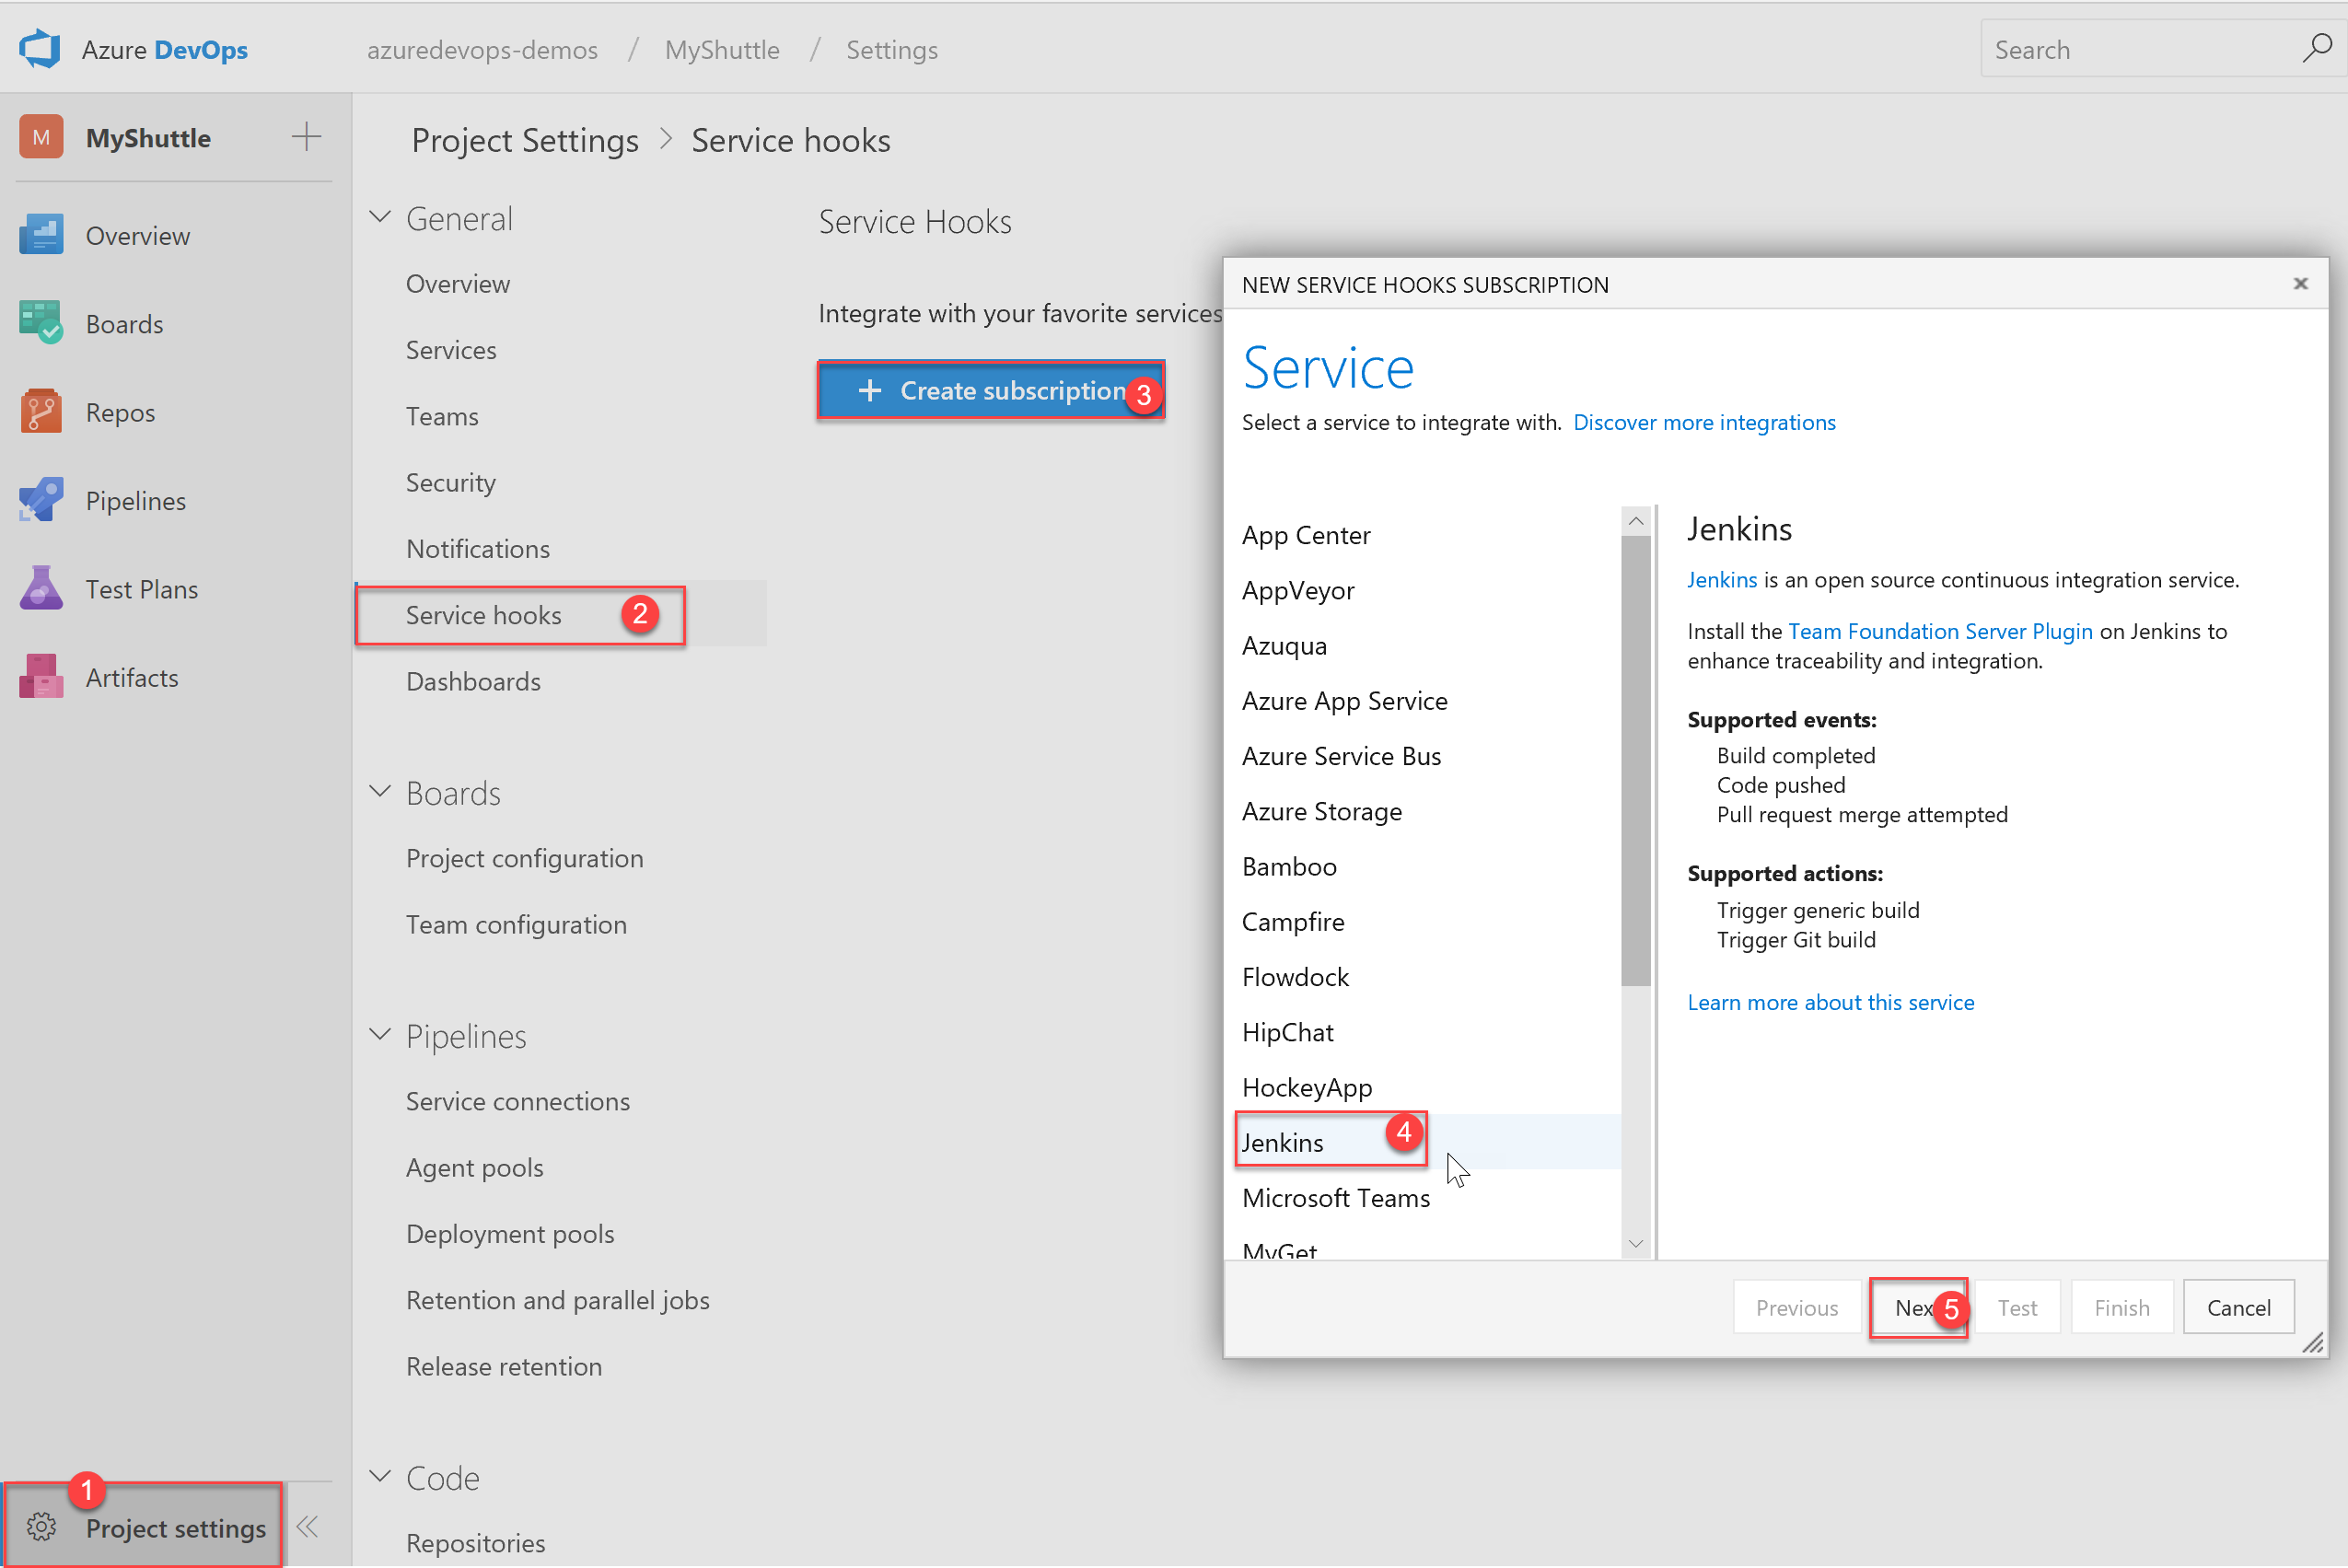 Azure DevOps
azuredevops-demos / MyShuttle / Settings
Search
M MyShuttle
Overview
Boards
Repos
Pipelines
Test Plans
Artifacts
1
Project settings
Project Settings > Service hooks
General
Overview
Services
Teams
Security
Notifications
Service hooks 2
Dashboards
Boards
Project configuration
Team configuration
Pipelines
Service connections
Agent pools
Deployment pools
Retention and parallel jobs
Release retention
Code
Repositories
Service Hooks
Integrate with your favorite services
+ Create subscription 3
NEW SERVICE HOOKS SUBSCRIPTION
Service
Select a service to integrate with. Discover more integrations
App Center
AppVeyor
Azuqua
Azure App Service
Azure Service Bus
Azure Storage
Bamboo
Campfire
Flowdock
HipChat
HockeyApp
Jenkins 4
Microsoft Teams
MyGet
Jenkins
Jenkins is an open source continuous integration service.
Install the Team Foundation Server Plugin on Jenkins to
enhance traceability and integration.
Supported events:
Build completed
Code pushed
Pull request merge attempted
Supported actions:
Trigger generic build
Trigger Git build
Learn more about this service
Previous Nex 5 Test Finish Cancel